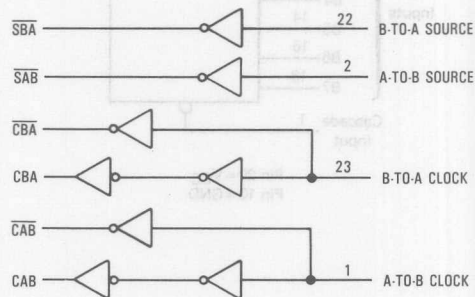 SBA 22 B-TO-A SOURCE
SAB 2 A-TO-B SOURCE
CBA
CBA 23 B-TO-A CLOCK
CAB
CAB 1 A-TO-B CLOCK